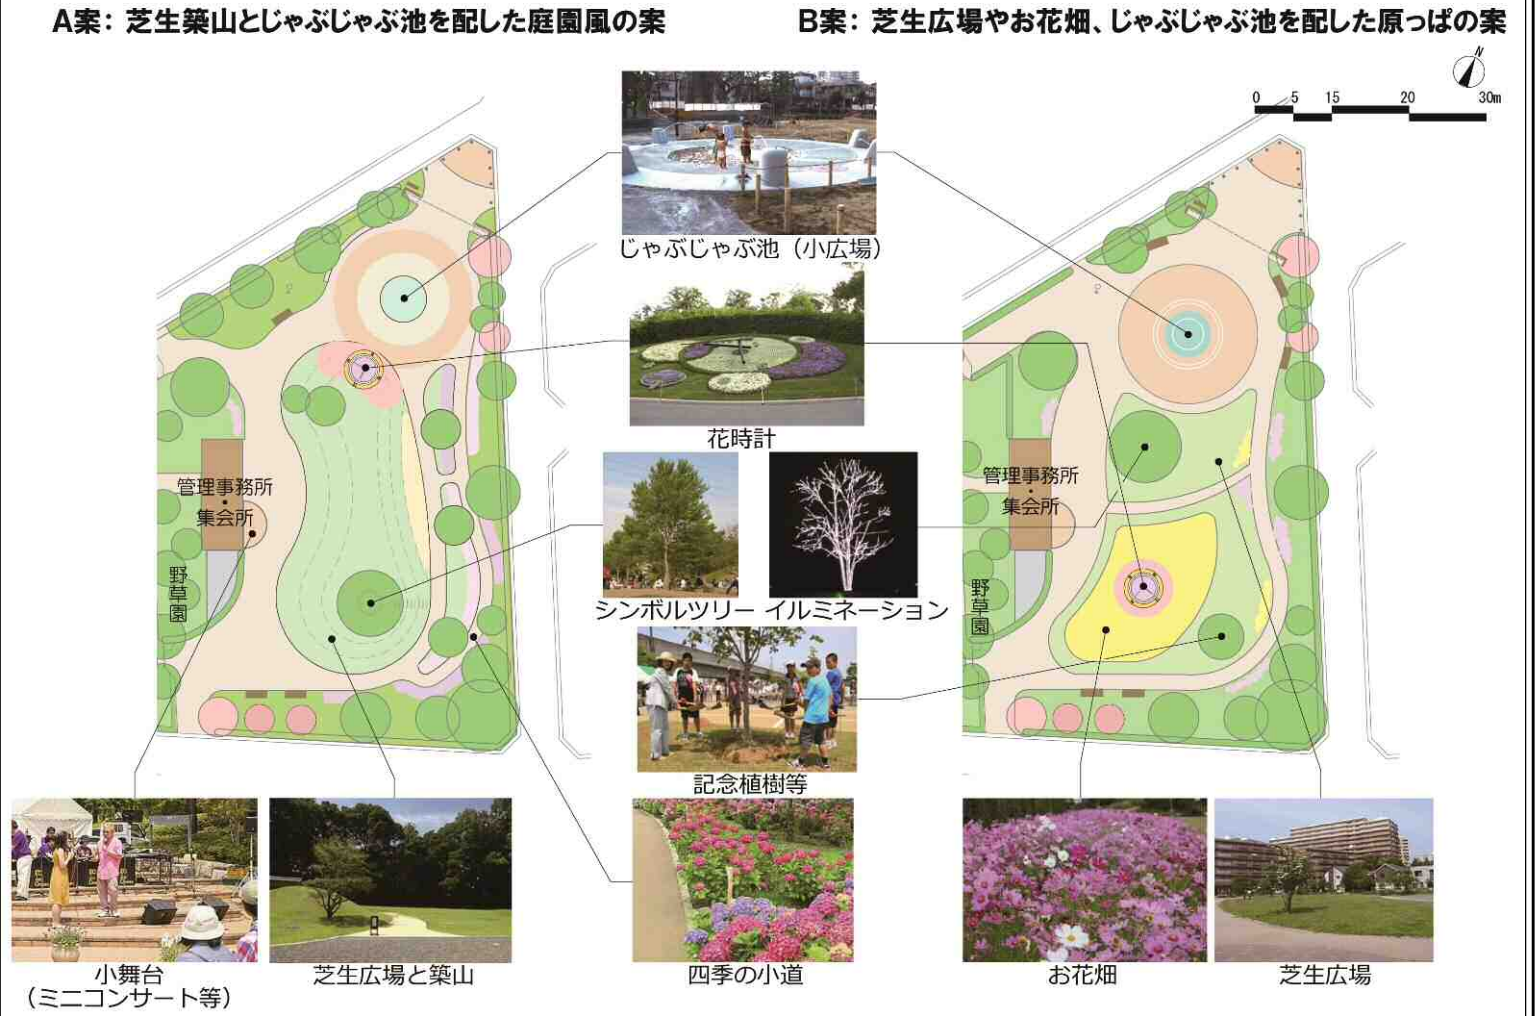 A案：芝生築山とじゃぶじゃぶ池を配した庭園風の案
B案：芝生広場やお花畑、じゃぶじゃぶ池を配した原っぱの案
N
0 5 15 20 30m
じゃぶじゃぶ池（小広場）
花時計
管理事務所
・
集会所
野草園
管理事務所
・
集会所
野草園
シンボルツリー
イルミネーション
記念植樹等
小舞台
（ミニコンサート等）
芝生広場と築山
四季の小道
お花畑
芝生広場